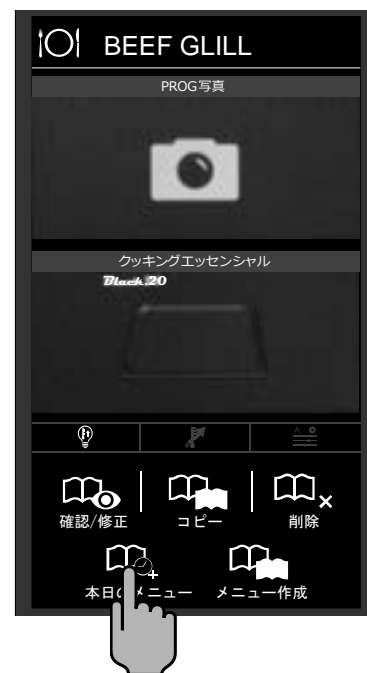 BEEF GLILL
PROG写真
クッキングエッセンシャル
Black.20
確認/修正
コピー
削除
本日のメニュー
メニュー作成